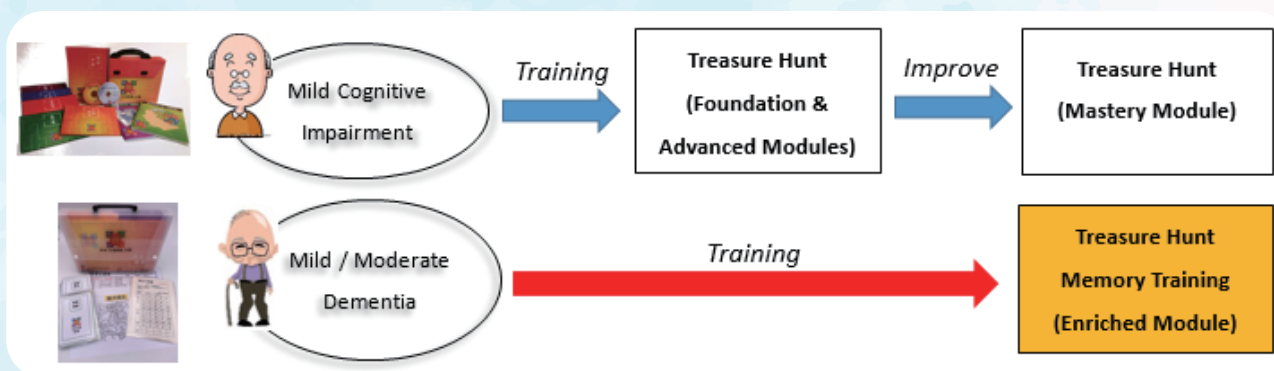 Mild Cognitive
Impairment
Training
Treasure Hunt
(Foundation &
Advanced Modules)
Improve
Treasure Hunt
(Mastery Module)
Mild / Moderate
Dementia
Training
Treasure Hunt
Memory Training
(Enriched Module)